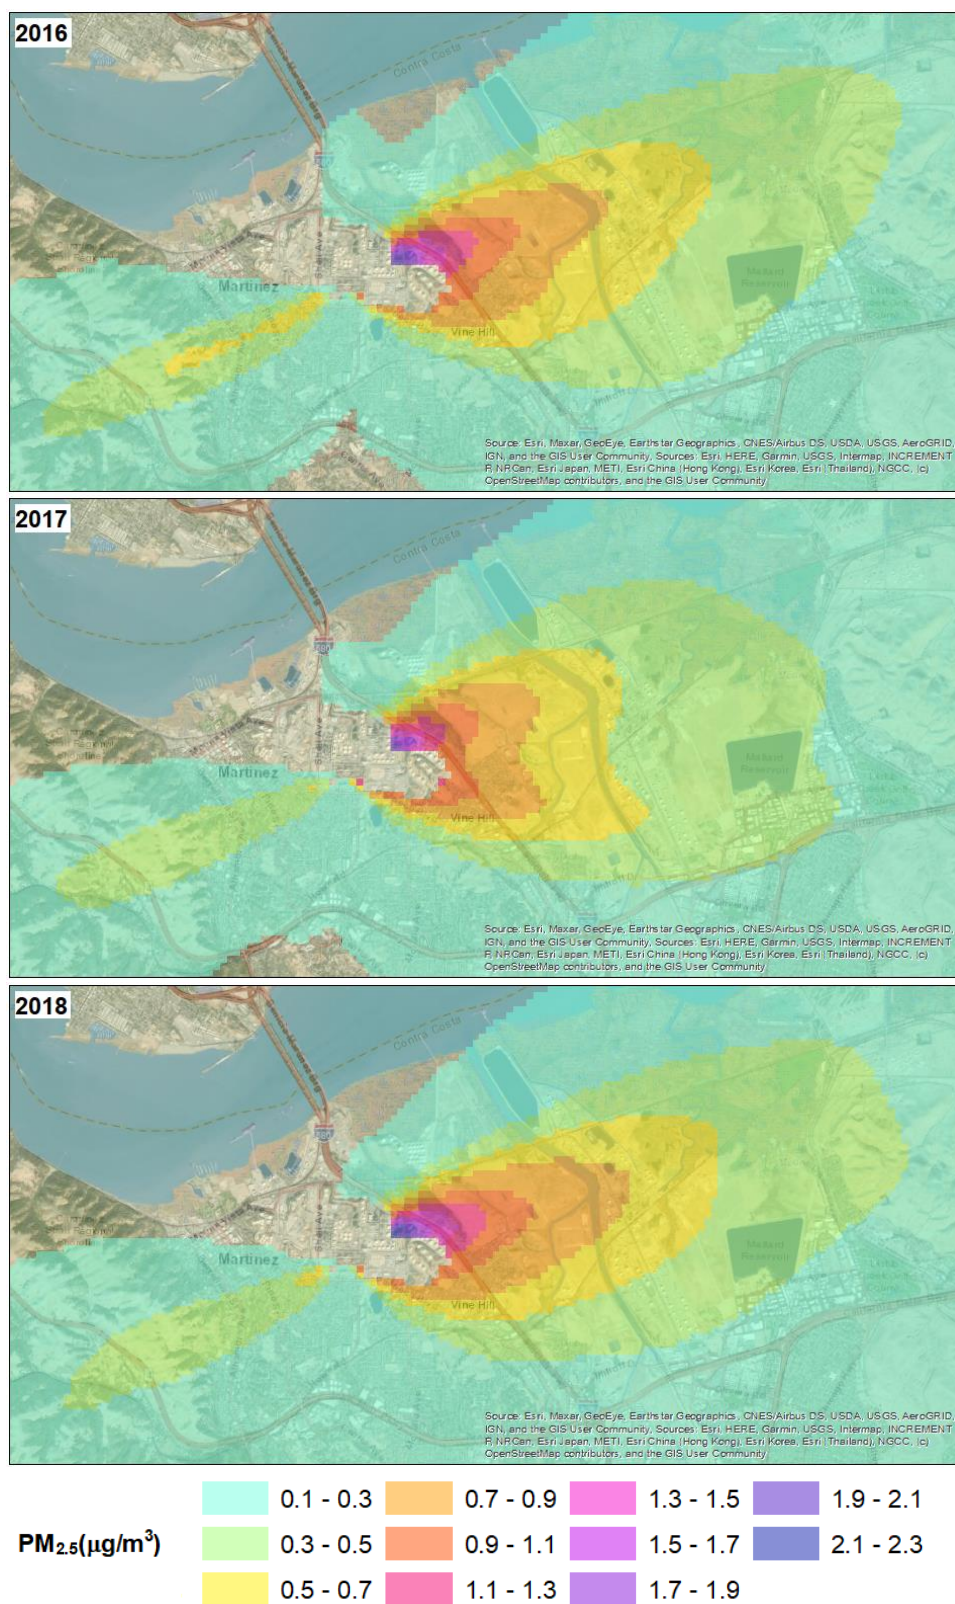 2016
Contra Costa
Martinez
Vine Hill
Mallard
Reservoir
Source: Esri, Maxar, GeoEye, Earthstar Geographics, CNES/Airbus DS, USDA, USGS, AeroGRID,
IGN, and the GIS User Community, Sources: Esri, HERE, Garmin, USGS, Intermap, INCREMENT
P, NRCan, Esri Japan, METI, Esri China (Hong Kong), Esri Korea, Esri (Thailand), NGCC, (c)
OpenStreetMap contributors, and the GIS User Community
2017
Contra Costa
Martinez
Vine Hill
Mallard
Reservoir
Source: Esri, Maxar, GeoEye, Earthstar Geographics, CNES/Airbus DS, USDA, USGS, AeroGRID,
IGN, and the GIS User Community, Sources: Esri, HERE, Garmin, USGS, Intermap, INCREMENT
P, NRCan, Esri Japan, METI, Esri China (Hong Kong), Esri Korea, Esri (Thailand), NGCC, (c)
OpenStreetMap contributors, and the GIS User Community
2018
Contra Costa
Martinez
Vine Hill
Mallard
Reservoir
Source: Esri, Maxar, GeoEye, Earthstar Geographics, CNES/Airbus DS, USDA, USGS, AeroGRID,
IGN, and the GIS User Community, Sources: Esri, HERE, Garmin, USGS, Intermap, INCREMENT
P, NRCan, Esri Japan, METI, Esri China (Hong Kong), Esri Korea, Esri (Thailand), NGCC, (c)
OpenStreetMap contributors, and the GIS User Community
PM2.5(µg/m³)
0.1 - 0.3
0.3 - 0.5
0.5 - 0.7
0.7 - 0.9
0.9 - 1.1
1.1 - 1.3
1.3 - 1.5
1.5 - 1.7
1.7 - 1.9
1.9 - 2.1
2.1 - 2.3